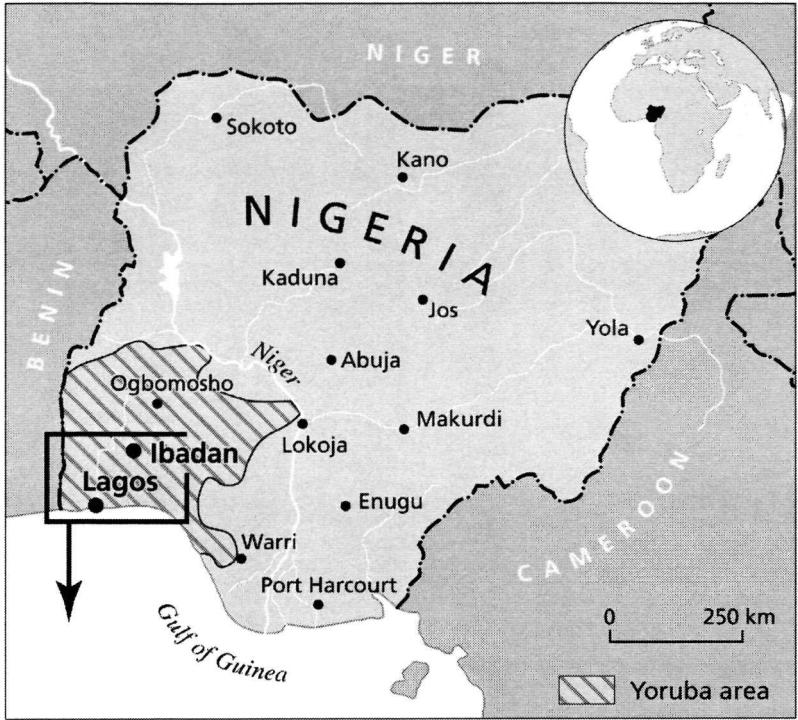 NIGER
Sokoto
Kano
NIGERIA
Kaduna
Jos
BENIN
Yola
Niger
Abuja
Ogbomosho
Makurdi
Lokoja
Ibadan
Lagos
Enugu
CAMEROON
Warri
Port Harcourt
Gulf of Guinea
0 250 km
Yoruba area